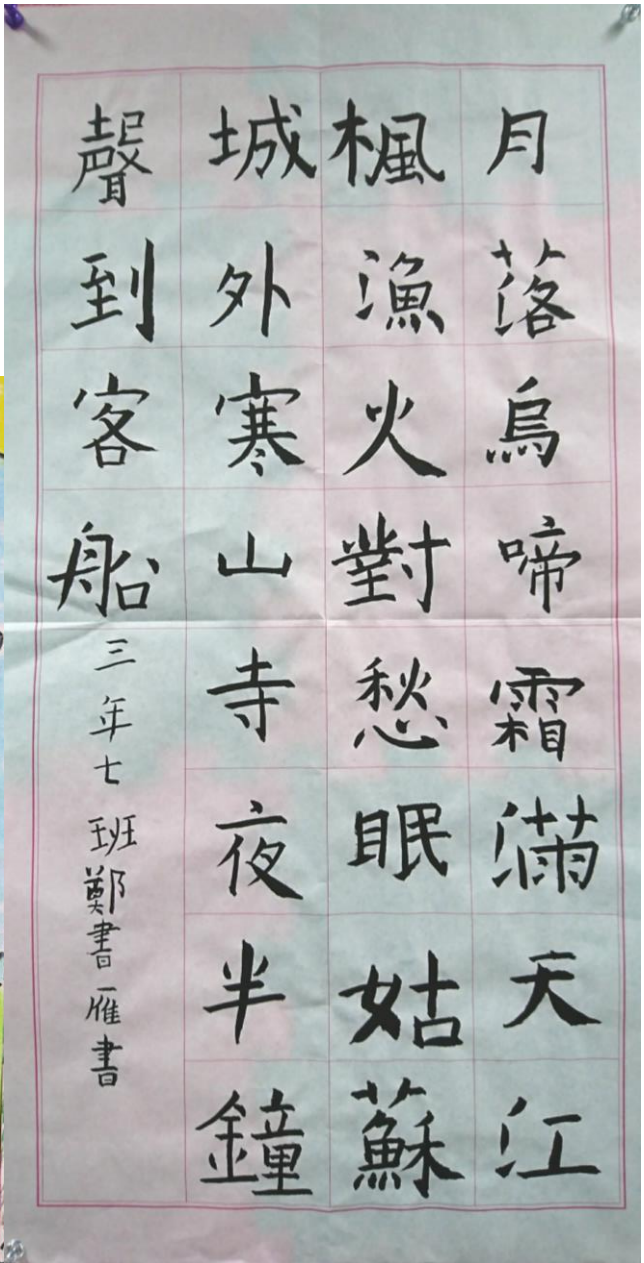 月落烏啼霜滿天江
楓漁火對愁眠姑蘇
城外寒山寺夜半鐘
聲到客船三年七班鄭書雁書